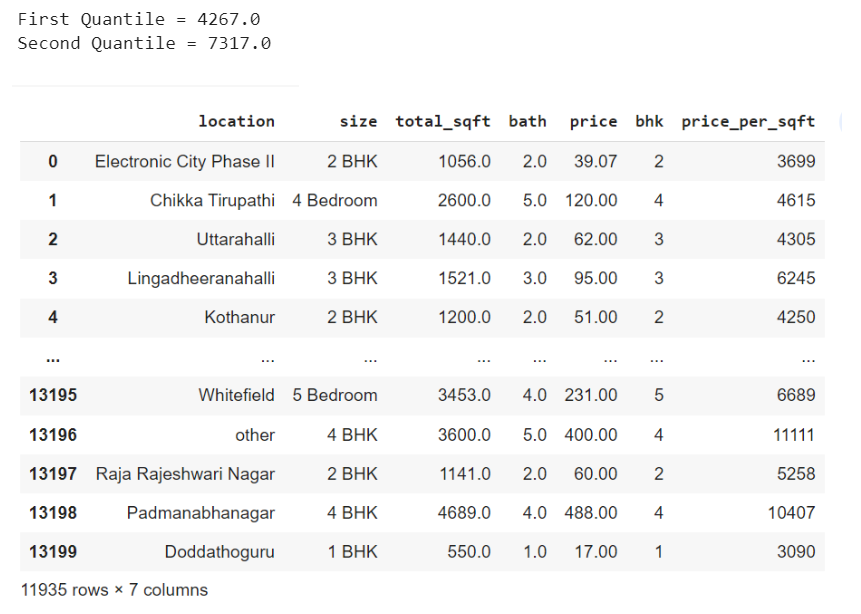 First Quantile = 4267.0
Second Quantile = 7317.0
location size total_sqft bath price bhk price_per_sqft
0 Electronic City Phase II 2 BHK 1056.0 2.0 39.07 2 3699
1 Chikka Tirupathi 4 Bedroom 2600.0 5.0 120.00 4 4615
2 Uttarahalli 3 BHK 1440.0 2.0 62.00 3 4305
3 Lingadheeranahalli 3 BHK 1521.0 3.0 95.00 3 6245
4 Kothanur 2 BHK 1200.0 2.0 51.00 2 4250
... ... ... ... ... ... ... ...
13195 Whitefield 5 Bedroom 3453.0 4.0 231.00 5 6689
13196 other 4 BHK 3600.0 5.0 400.00 4 11111
13197 Raja Rajeshwari Nagar 2 BHK 1141.0 2.0 60.00 2 5258
13198 Padmanabhanagar 4 BHK 4689.0 4.0 488.00 4 10407
13199 Doddathoguru 1 BHK 550.0 1.0 17.00 1 3090
11935 rows × 7 columns